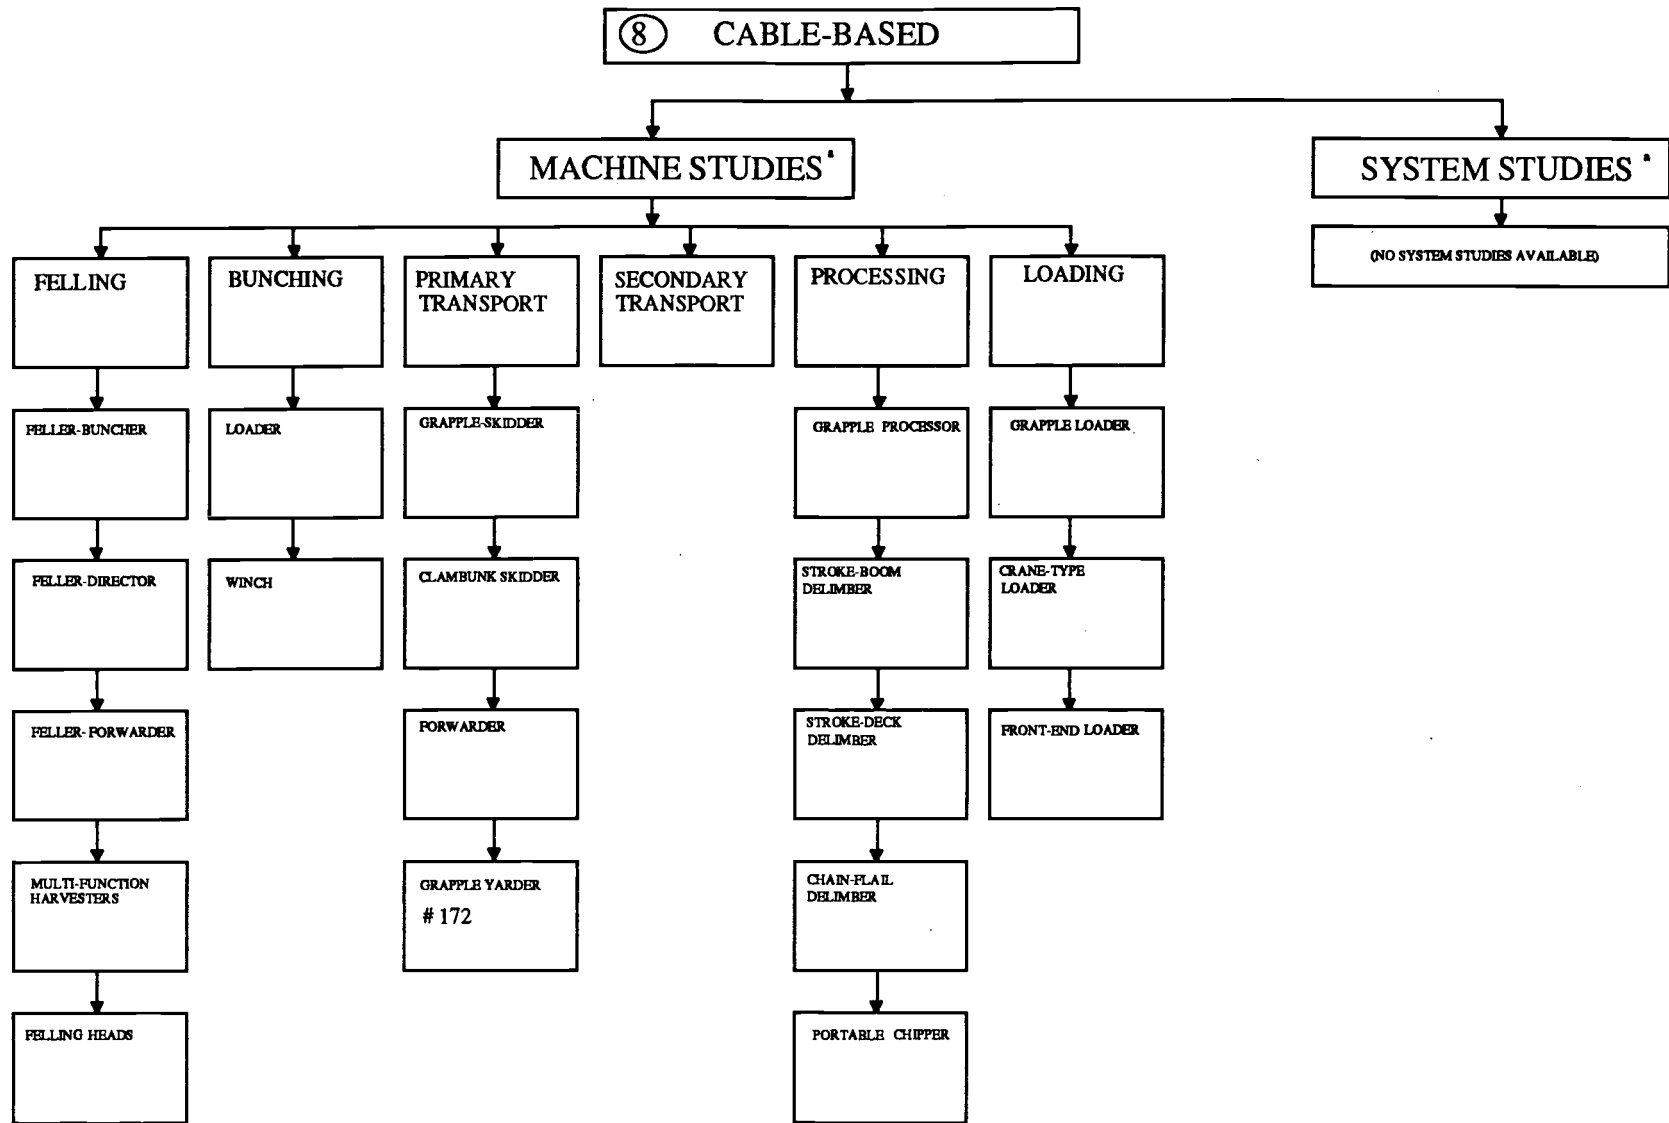 8 CABLE-BASED
MACHINE STUDIES a
SYSTEM STUDIES a
(NO SYSTEM STUDIES AVAILABLE)
FELLING
BUNCHING
PRIMARY
TRANSPORT
SECONDARY
TRANSPORT
PROCESSING
LOADING
FELLER-BUNCHER
LOADER
GRAPPLE-SKIDDER
GRAPPLE PROCESSOR
GRAPPLE LOADER
FELLER-DIRECTOR
WINCH
CLAMBUNK SKIDDER
STROKE-BOOM
DELIMBER
CRANE-TYPE
LOADER
FELLER-FORWARDER
FORWARDER
STROKE-DECK
DELIMBER
FRONT-END LOADER
MULTI-FUNCTION
HARVESTERS
GRAPPLE YARDER
# 172
CHAIN-FLAIL
DELIMBER
FELLING HEADS
PORTABLE CHIPPER